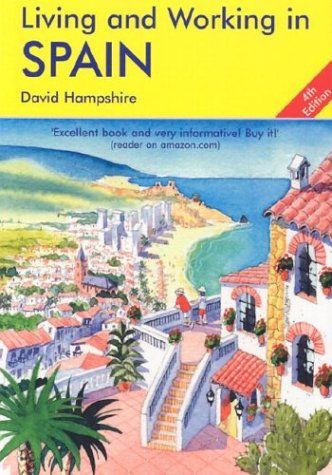 Living and Working in
SPAIN
David Hampshire
4th
Edition
'Excellent book and very informative! Buy it!'
(reader on amazon.com)